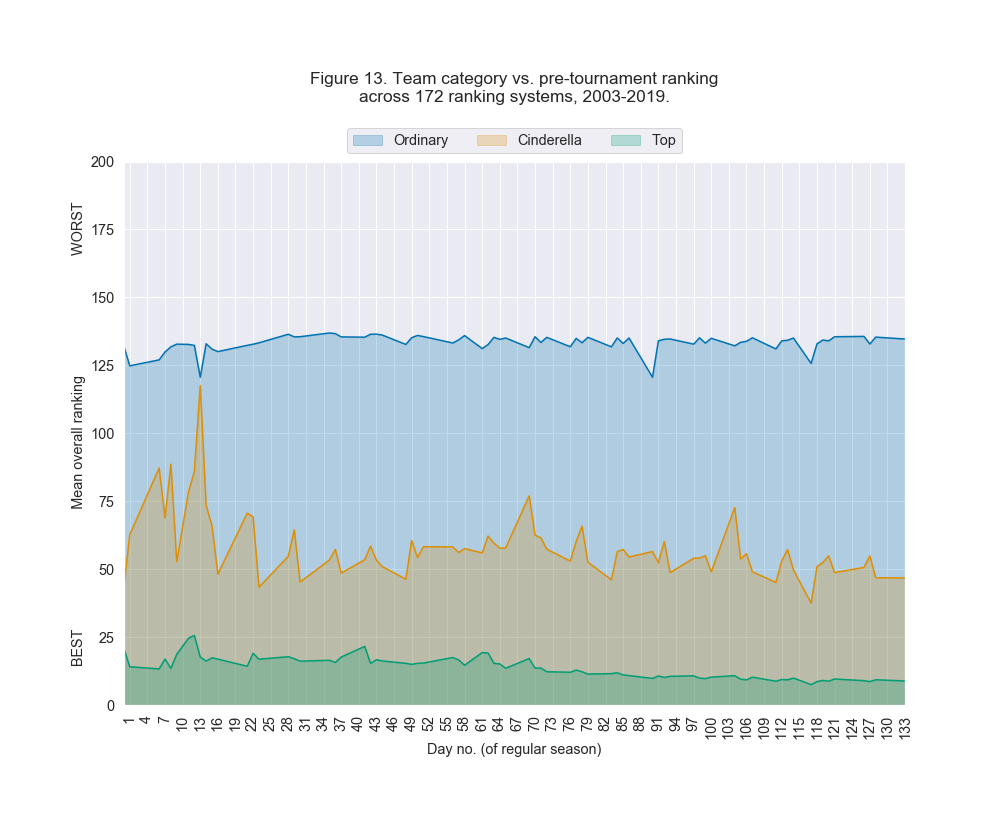 Figure 13. Team category vs. pre-tournament ranking
across 172 ranking systems, 2003-2019.
Ordinary Cinderella Top
200
175
150
125
100
75
50
25
0
WORST
Mean overall ranking
BEST
1 4 7 10 13 16 19 22 25 28 31 34 37 40 43 46 49 52 55 58 61 64 67 70 73 76 79 82 85 88 91 94 97 100 103 106 109 112 115 118 121 124 127 130 133
Day no. (of regular season)